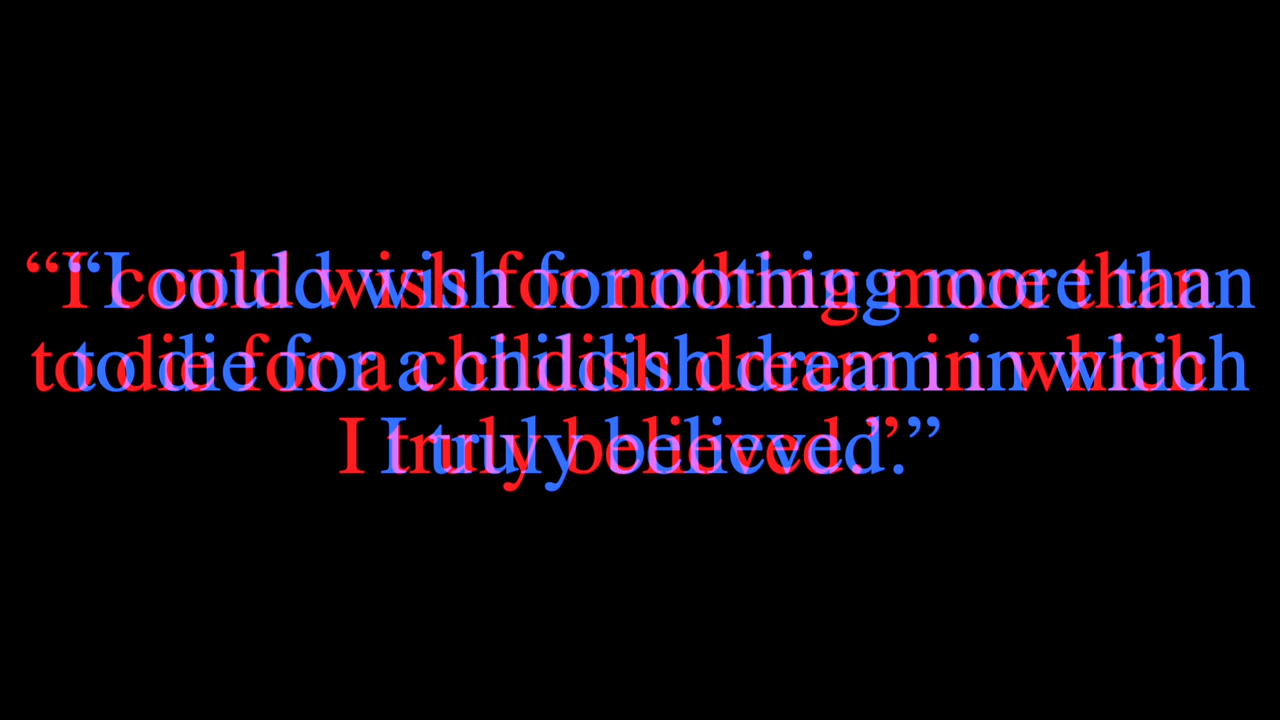 “I could wish for nothing more than
to die for a childish dream in which
I truly believed.”